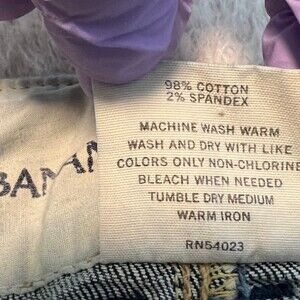 98% COTTON
2% SPANDEX
MACHINE WASH WARM
WASH AND DRY WITH LIKE
COLORS ONLY NON-CHLORINE
BLEACH WHEN NEEDED
TUMBLE DRY MEDIUM
WARM IRON
RN54023